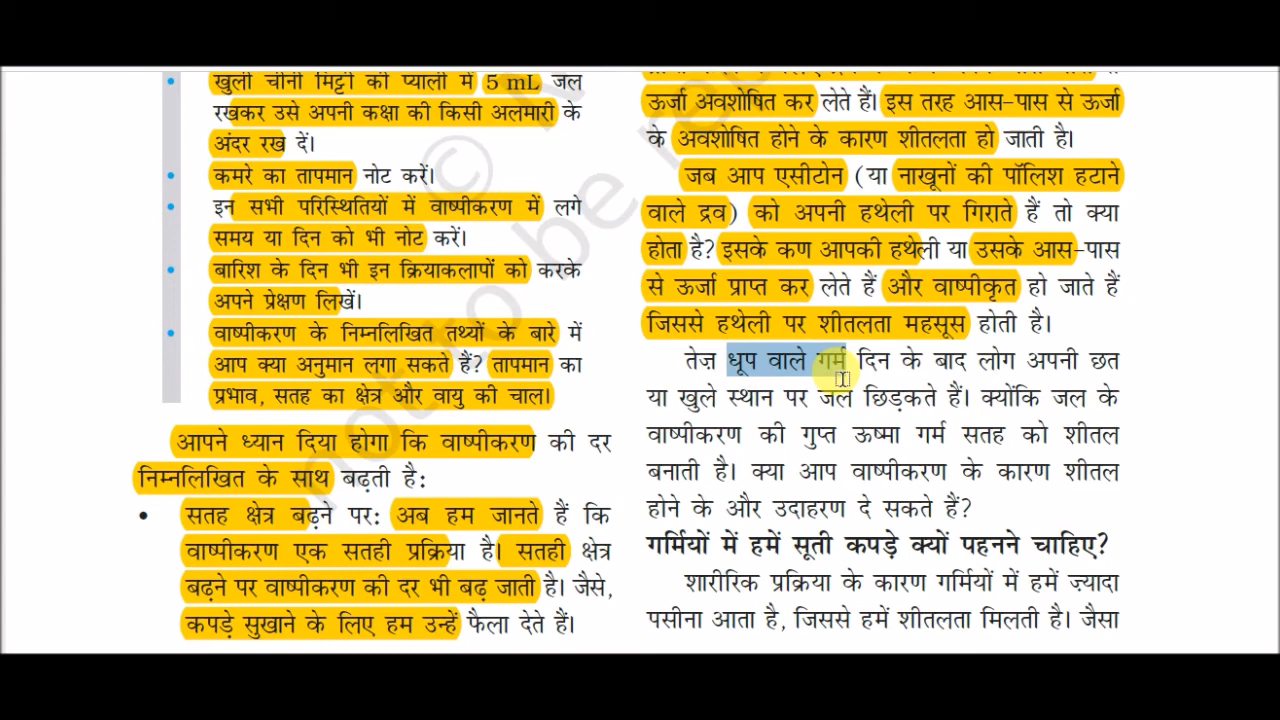 खुली चीनी मिट्टी की प्याली में 5 mL जल
रखकर उसे अपनी कक्षा की किसी अलमारी के
अंदर रख दें।
कमरे का तापमान नोट करें।
इन सभी परिस्थितियों में वाष्पीकरण में लगे
समय या दिन को भी नोट करें।
बारिश के दिन भी इन क्रियाकलापों को करके
अपने प्रेक्षण लिखें।
वाष्पीकरण के निम्नलिखित तथ्यों के बारे में
आप क्या अनुमान लगा सकते हैं? तापमान का
प्रभाव, सतह का क्षेत्र और वायु की चाल।
आपने ध्यान दिया होगा कि वाष्पीकरण की दर
निम्नलिखित के साथ बढ़ती है:
• सतह क्षेत्र बढ़ने पर: अब हम जानते हैं कि
वाष्पीकरण एक सतही प्रक्रिया है। सतही क्षेत्र
बढ़ने पर वाष्पीकरण की दर भी बढ़ जाती है। जैसे,
कपड़े सुखाने के लिए हम उन्हें फैला देते हैं।
ऊर्जा अवशोषित कर लेते हैं। इस तरह आस-पास से ऊर्जा
के अवशोषित होने के कारण शीतलता हो जाती है।
जब आप एसीटोन (या नाखूनों की पॉलिश हटाने
वाले द्रव) को अपनी हथेली पर गिराते हैं तो क्या
होता है? इसके कण आपकी हथेली या उसके आस-पास
से ऊर्जा प्राप्त कर लेते हैं और वाष्पीकृत हो जाते हैं
जिससे हथेली पर शीतलता महसूस होती है।
तेज़ धूप वाले गर्म दिन के बाद लोग अपनी छत
या खुले स्थान पर जल छिड़कते हैं। क्योंकि जल के
वाष्पीकरण की गुप्त ऊष्मा गर्म सतह को शीतल
बनाती है। क्या आप वाष्पीकरण के कारण शीतल
होने के और उदाहरण दे सकते हैं?
गर्मियों में हमें सूती कपड़े क्यों पहनने चाहिए?
शारीरिक प्रक्रिया के कारण गर्मियों में हमें ज़्यादा
पसीना आता है, जिससे हमें शीतलता मिलती है। जैसा